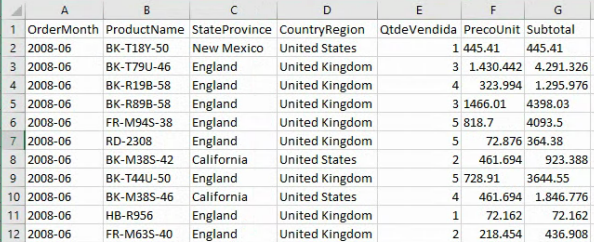 A B C D E F G
1 OrderMonth ProductName StateProvince CountryRegion QtdeVendida PrecoUnit Subtotal
2 2008-06 BK-T18Y-50 New Mexico United States 1 445.41 445.41
3 2008-06 BK-T79U-46 England United Kingdom 3 1.430.442 4.291.326
4 2008-06 BK-R19B-58 England United Kingdom 4 323.994 1.295.976
5 2008-06 BK-R89B-58 England United Kingdom 3 1466.01 4398.03
6 2008-06 FR-M94S-38 England United Kingdom 5 818.7 4093.5
7 2008-06 RD-2308 England United Kingdom 5 72.876 364.38
8 2008-06 BK-M38S-42 California United States 2 461.694 923.388
9 2008-06 BK-T44U-50 England United Kingdom 5 728.91 3644.55
10 2008-06 BK-M38S-46 California United States 4 461.694 1.846.776
11 2008-06 HB-R956 England United Kingdom 1 72.162 72.162
12 2008-06 FR-M63S-40 England United Kingdom 2 218.454 436.908